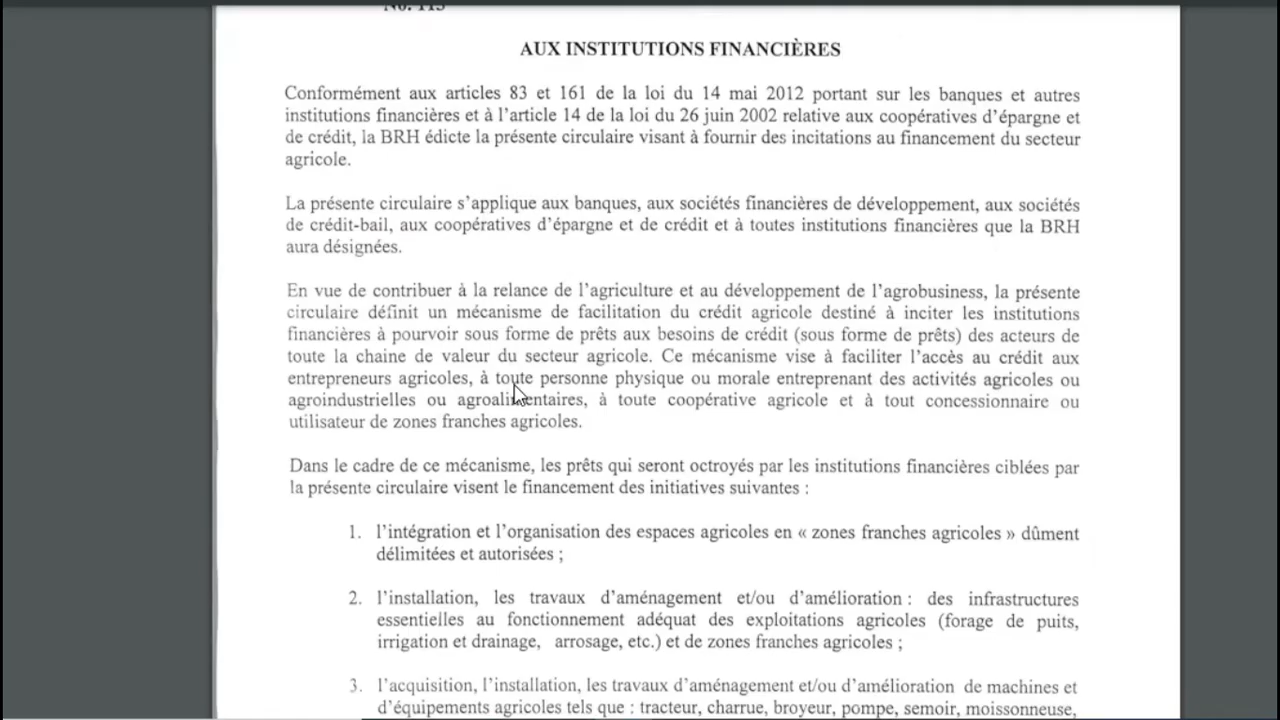 No. 113
AUX INSTITUTIONS FINANCIÈRES
Conformément aux articles 83 et 161 de la loi du 14 mai 2012 portant sur les banques et autres
institutions financières et à l’article 14 de la loi du 26 juin 2002 relative aux coopératives d’épargne et
de crédit, la BRH édicte la présente circulaire visant à fournir des incitations au financement du secteur
agricole.
La présente circulaire s’applique aux banques, aux sociétés financières de développement, aux sociétés
de crédit-bail, aux coopératives d’épargne et de crédit et à toutes institutions financières que la BRH
aura désignées.
En vue de contribuer à la relance de l’agriculture et au développement de l’agrobusiness, la présente
circulaire définit un mécanisme de facilitation du crédit agricole destiné à inciter les institutions
financières à pourvoir sous forme de prêts aux besoins de crédit (sous forme de prêts) des acteurs de
toute la chaine de valeur du secteur agricole. Ce mécanisme vise à faciliter l’accès au crédit aux
entrepreneurs agricoles, à toute personne physique ou morale entreprenant des activités agricoles ou
agroindustrielles ou agroalimentaires, à toute coopérative agricole et à tout concessionnaire ou
utilisateur de zones franches agricoles.
Dans le cadre de ce mécanisme, les prêts qui seront octroyés par les institutions financières ciblées par
la présente circulaire visent le financement des initiatives suivantes :
1. l’intégration et l’organisation des espaces agricoles en « zones franches agricoles » dûment
délimitées et autorisées ;
2. l’installation, les travaux d’aménagement et/ou d’amélioration : des infrastructures
essentielles au fonctionnement adéquat des exploitations agricoles (forage de puits,
irrigation et drainage, arrosage, etc.) et de zones franches agricoles ;
3. l’acquisition, l’installation, les travaux d’aménagement et/ou d’amélioration de machines et
d’équipements agricoles tels que : tracteur, charrue, broyeur, pompe, semoir, moissonneuse,